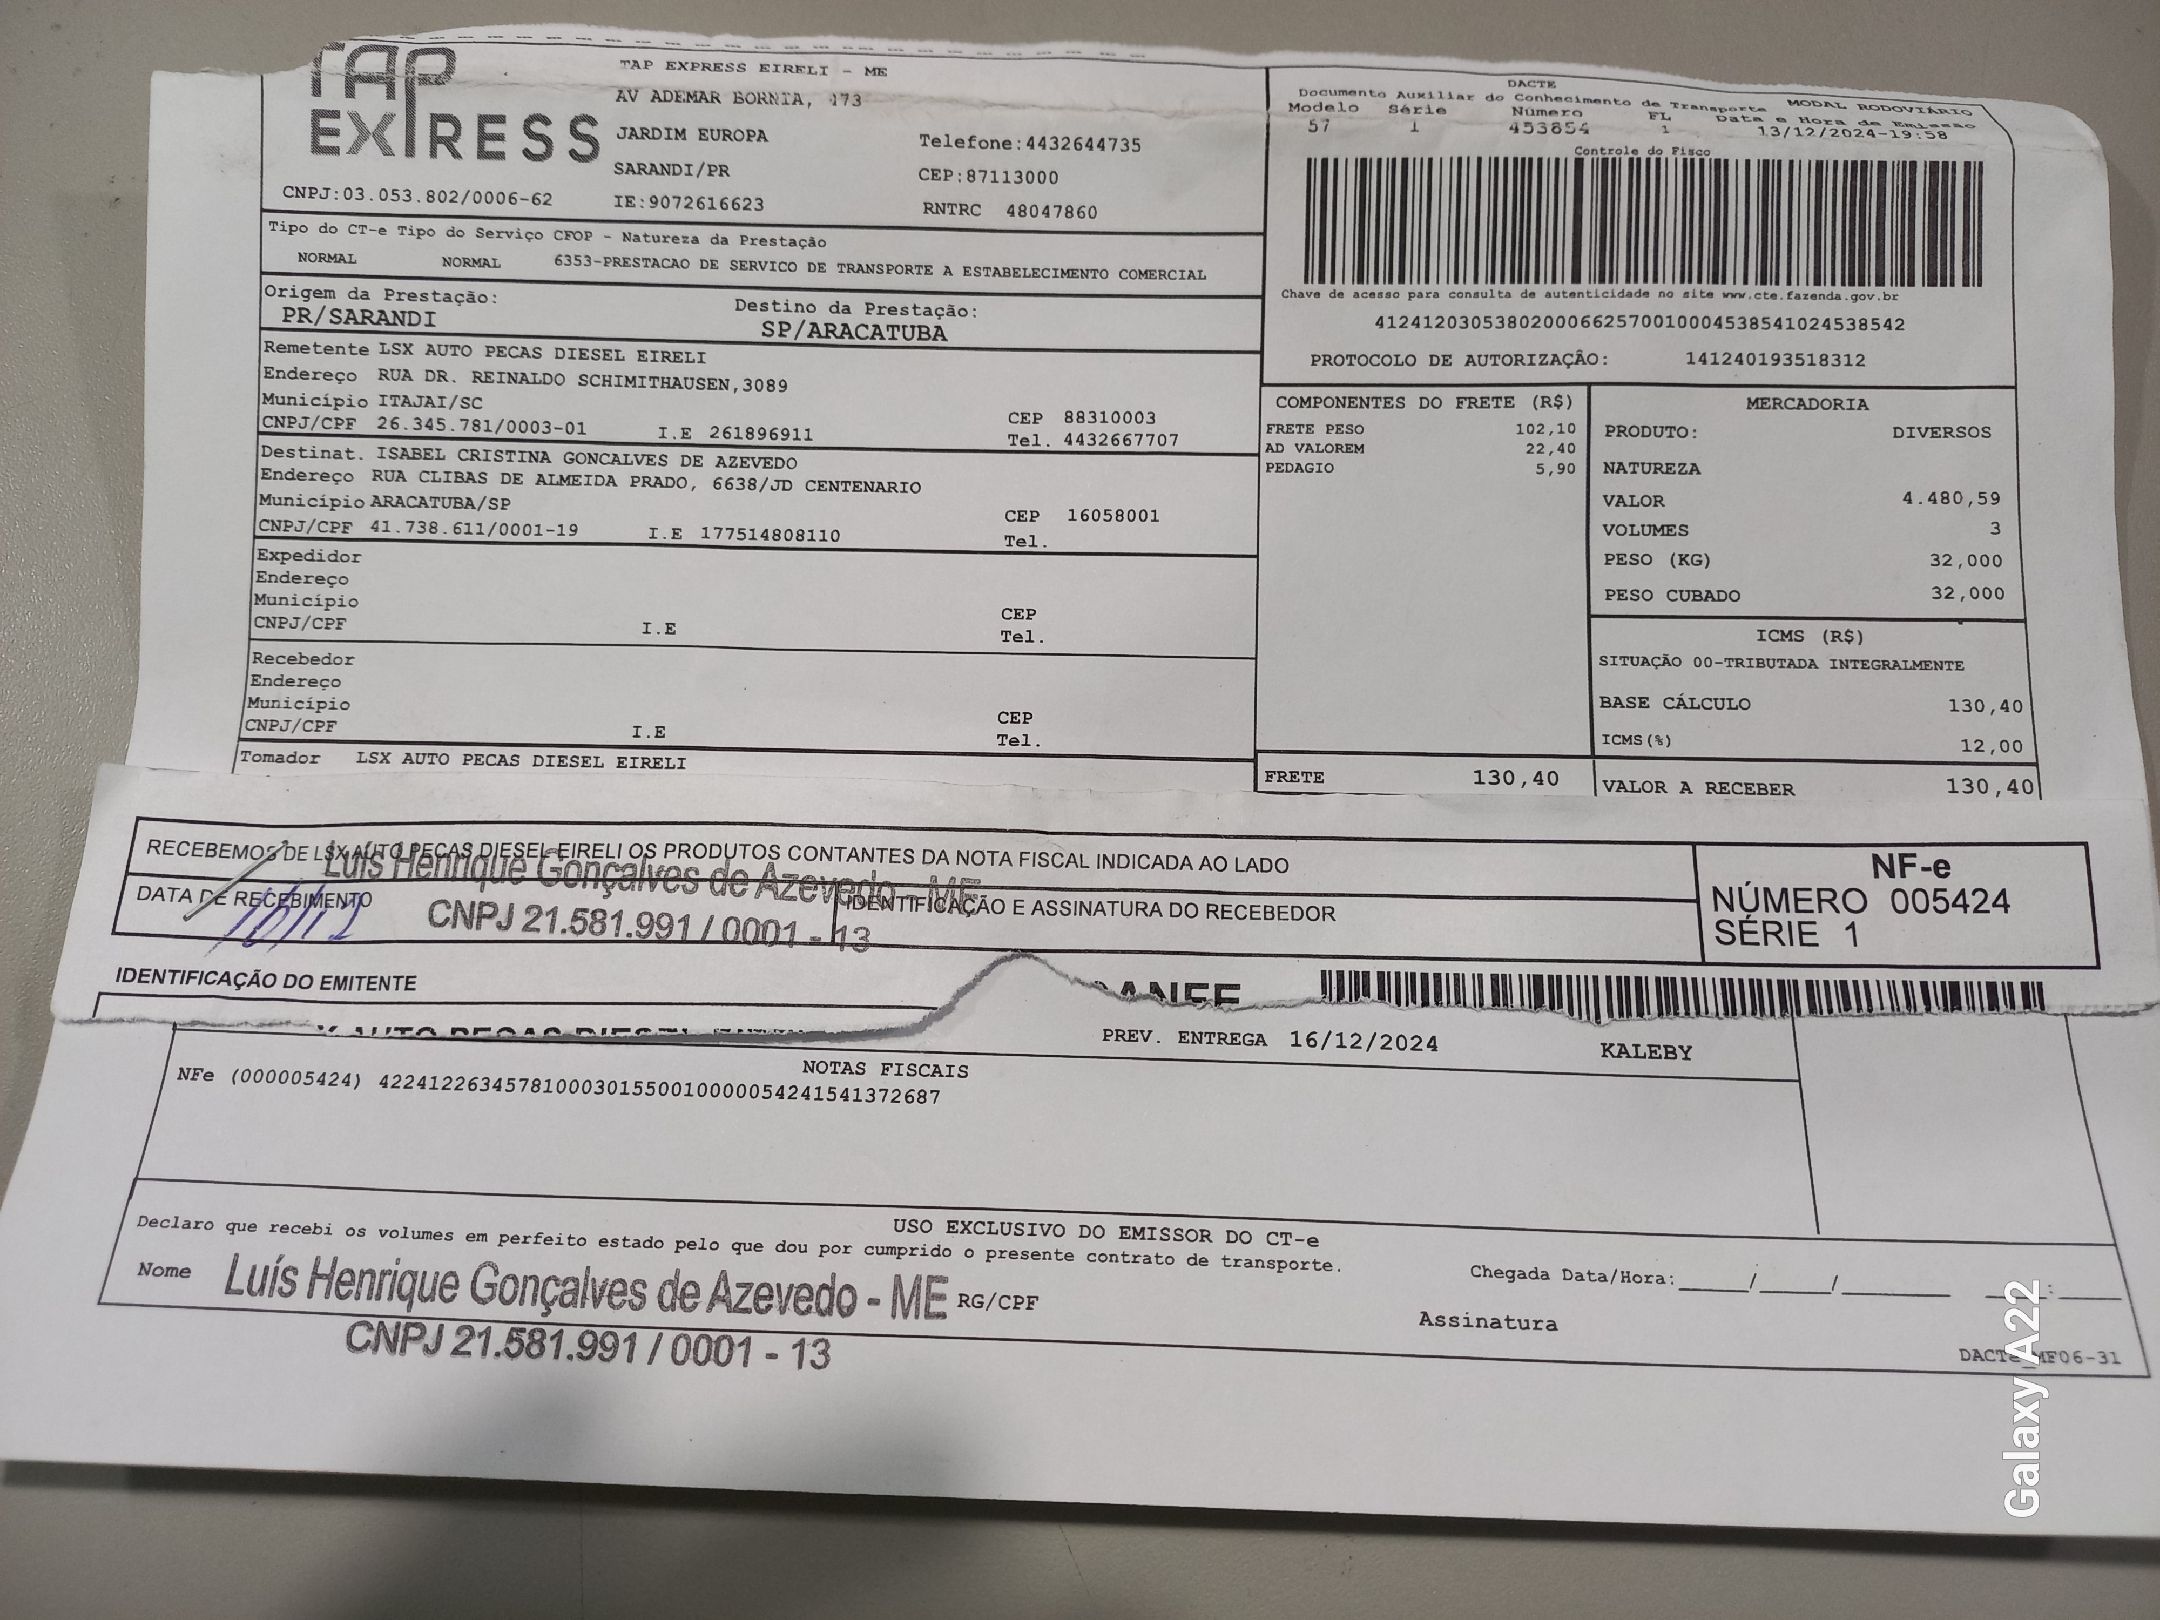 TAP
EXPRESS
CNPJ:03.053.802/0006-62
TAP EXPRESS EIRELI - ME
AV ADEMAR BORNIA, 473
JARDIM EUROPA
SARANDI/PR
IE:9072616623
Telefone:4432644735
CEP:87113000
RNTRC 48047860
DACTE
Documento Auxiliar do Conhecimento de Transporte
MODAL RODOVIÁRIO
Modelo Série Número FL Data e Hora de Emissão
57 1 453854 1 13/12/2024-19:58
Controle do Fisco
Chave de acesso para consulta de autenticidade no site www.cte.fazenda.gov.br
41241203053802000662570010004538541024538542
PROTOCOLO DE AUTORIZAÇÃO: 141240193518312
Tipo do CT-e Tipo do Serviço CFOP - Natureza da Prestação
NORMAL NORMAL 6353-PRESTACAO DE SERVICO DE TRANSPORTE A ESTABELECIMENTO COMERCIAL
Origem da Prestação: Destino da Prestação:
PR/SARANDI SP/ARACATUBA
Remetente LSX AUTO PECAS DIESEL EIRELI
Endereço RUA DR. REINALDO SCHIMITHAUSEN,3089
Município ITAJAI/SC CEP 88310003
CNPJ/CPF 26.345.781/0003-01 I.E 261896911 Tel. 4432667707
Destinat. ISABEL CRISTINA GONCALVES DE AZEVEDO
Endereço RUA CLIBAS DE ALMEIDA PRADO, 6638/JD CENTENARIO
Município ARACATUBA/SP CEP 16058001
CNPJ/CPF 41.738.611/0001-19 I.E 177514808110 Tel.
Expedidor
Endereço
Município CEP
CNPJ/CPF I.E Tel.
Recebedor
Endereço
Município CEP
CNPJ/CPF I.E Tel.
Tomador LSX AUTO PECAS DIESEL EIRELI
COMPONENTES DO FRETE (R$)
FRETE PESO 102,10
AD VALOREM 22,40
PEDAGIO 5,90
FRETE 130,40
MERCADORIA
PRODUTO: DIVERSOS
NATUREZA
VALOR 4.480,59
VOLUMES 3
PESO (KG) 32,000
PESO CUBADO 32,000
ICMS (R$)
SITUAÇÃO 00-TRIBUTADA INTEGRALMENTE
BASE CÁLCULO 130,40
ICMS(%) 12,00
VALOR A RECEBER 130,40
RECEBEMOS DE LSX AUTO PEÇAS DIESEL EIRELI OS PRODUTOS CONTANTES DA NOTA FISCAL INDICADA AO LADO
Luís Henrique Gonçalves de Azevedo - ME
DATA DE RECEBIMENTO
CNPJ 21.581.991 / 0001 - 13
IDENTIFICAÇÃO E ASSINATURA DO RECEBEDOR
NF-e
NÚMERO 005424
SÉRIE 1
IDENTIFICAÇÃO DO EMITENTE
DANFE
X AUTO PEÇAS DIESEL
PREV. ENTREGA 16/12/2024 KALEBY
NOTAS FISCAIS
NFe (000005424) 42241226345781000301550010000054241541372687
USO EXCLUSIVO DO EMISSOR DO CT-e
Declaro que recebi os volumes em perfeito estado pelo que dou por cumprido o presente contrato de transporte.
Nome Luís Henrique Gonçalves de Azevedo - ME RG/CPF
CNPJ 21.581.991 / 0001 - 13
Chegada Data/Hora:_____/_____/_______ ____:____
Assinatura
DACTe_MF06-31
Galaxy A22